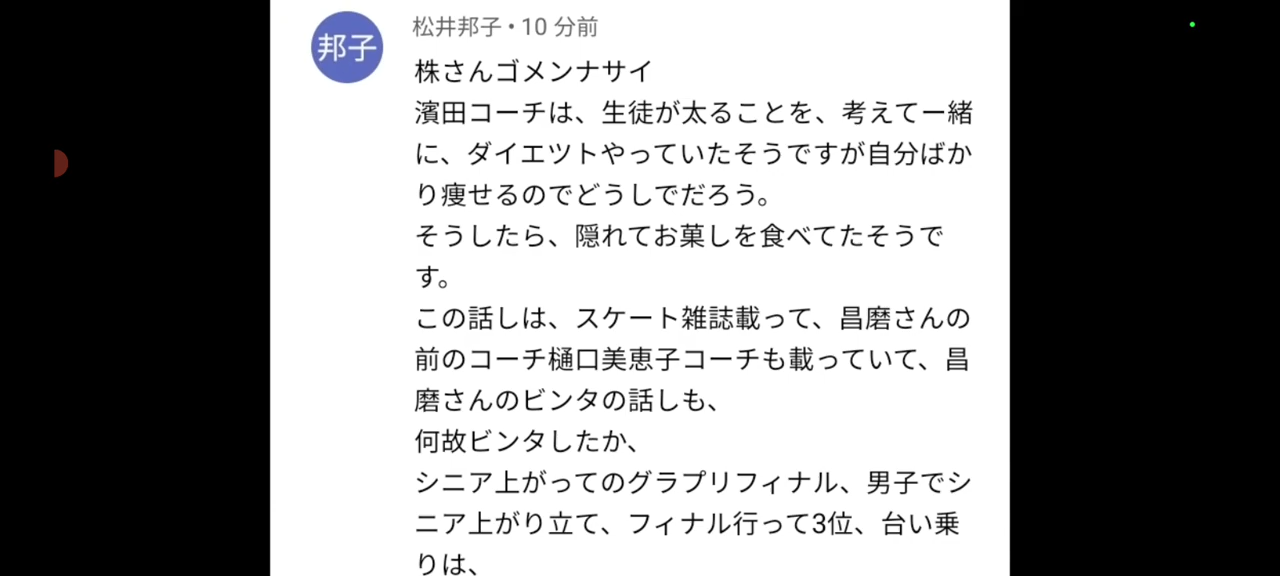 邦子
松井邦子・10 分前
株さんゴメンナサイ
濱田コーチは、生徒が太ることを、考えて一緒
に、ダイエツトやっていたそうですが自分ばか
り痩せるのでどうしでだろう。
そうしたら、隠れてお菓しを食べてたそうで
す。
この話しは、スケート雑誌載って、昌磨さんの
前のコーチ樋口美恵子コーチも載っていて、昌
磨さんのビンタの話しも、
何故ビンタしたか、
シニア上がってのグラプリフィナル、男子でシ
ニア上がり立て、フィナル行って3位、台い乗
りは、